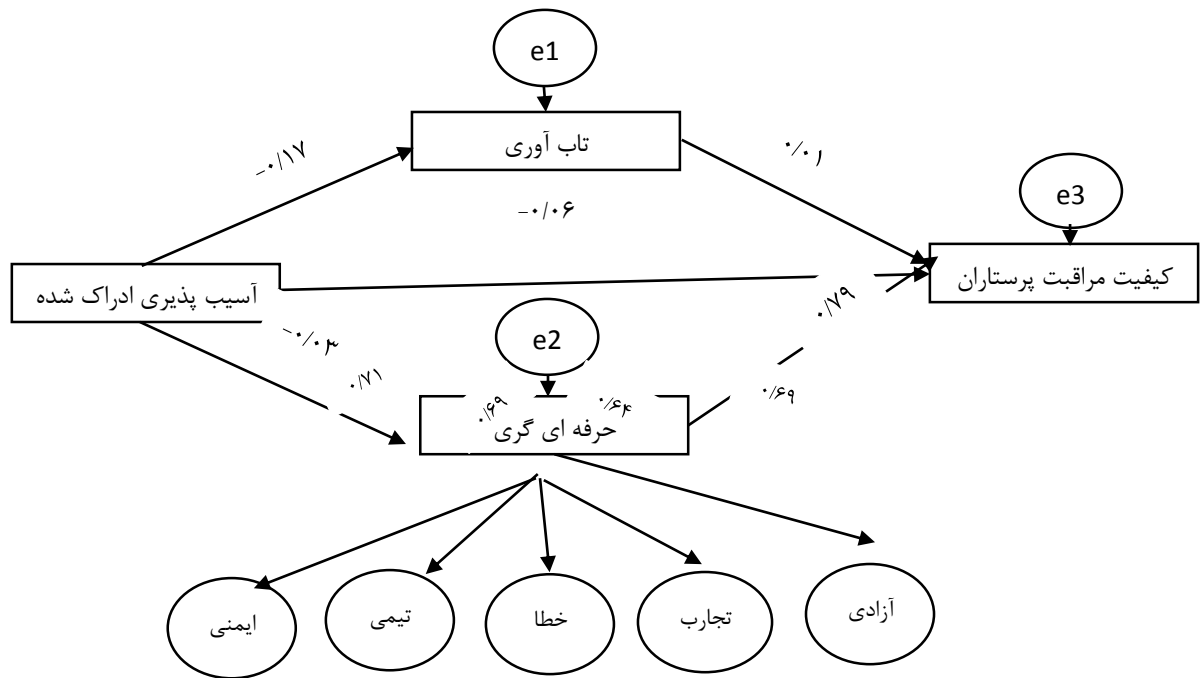 e1
تاب آوری
-۰/۱۷
۰/۰۱
-۰/۰۶
e3
کیفیت مراقبت پرستاران
آسیب پذیری ادراک شده
e2
۰/۷۹
-۰/۰۳
۰/۷۱
۰/۶۹
۰/۶۴
۰/۶۹
حرفه ای گری
آزادی
تجارب
خطا
تیمی
ایمنی